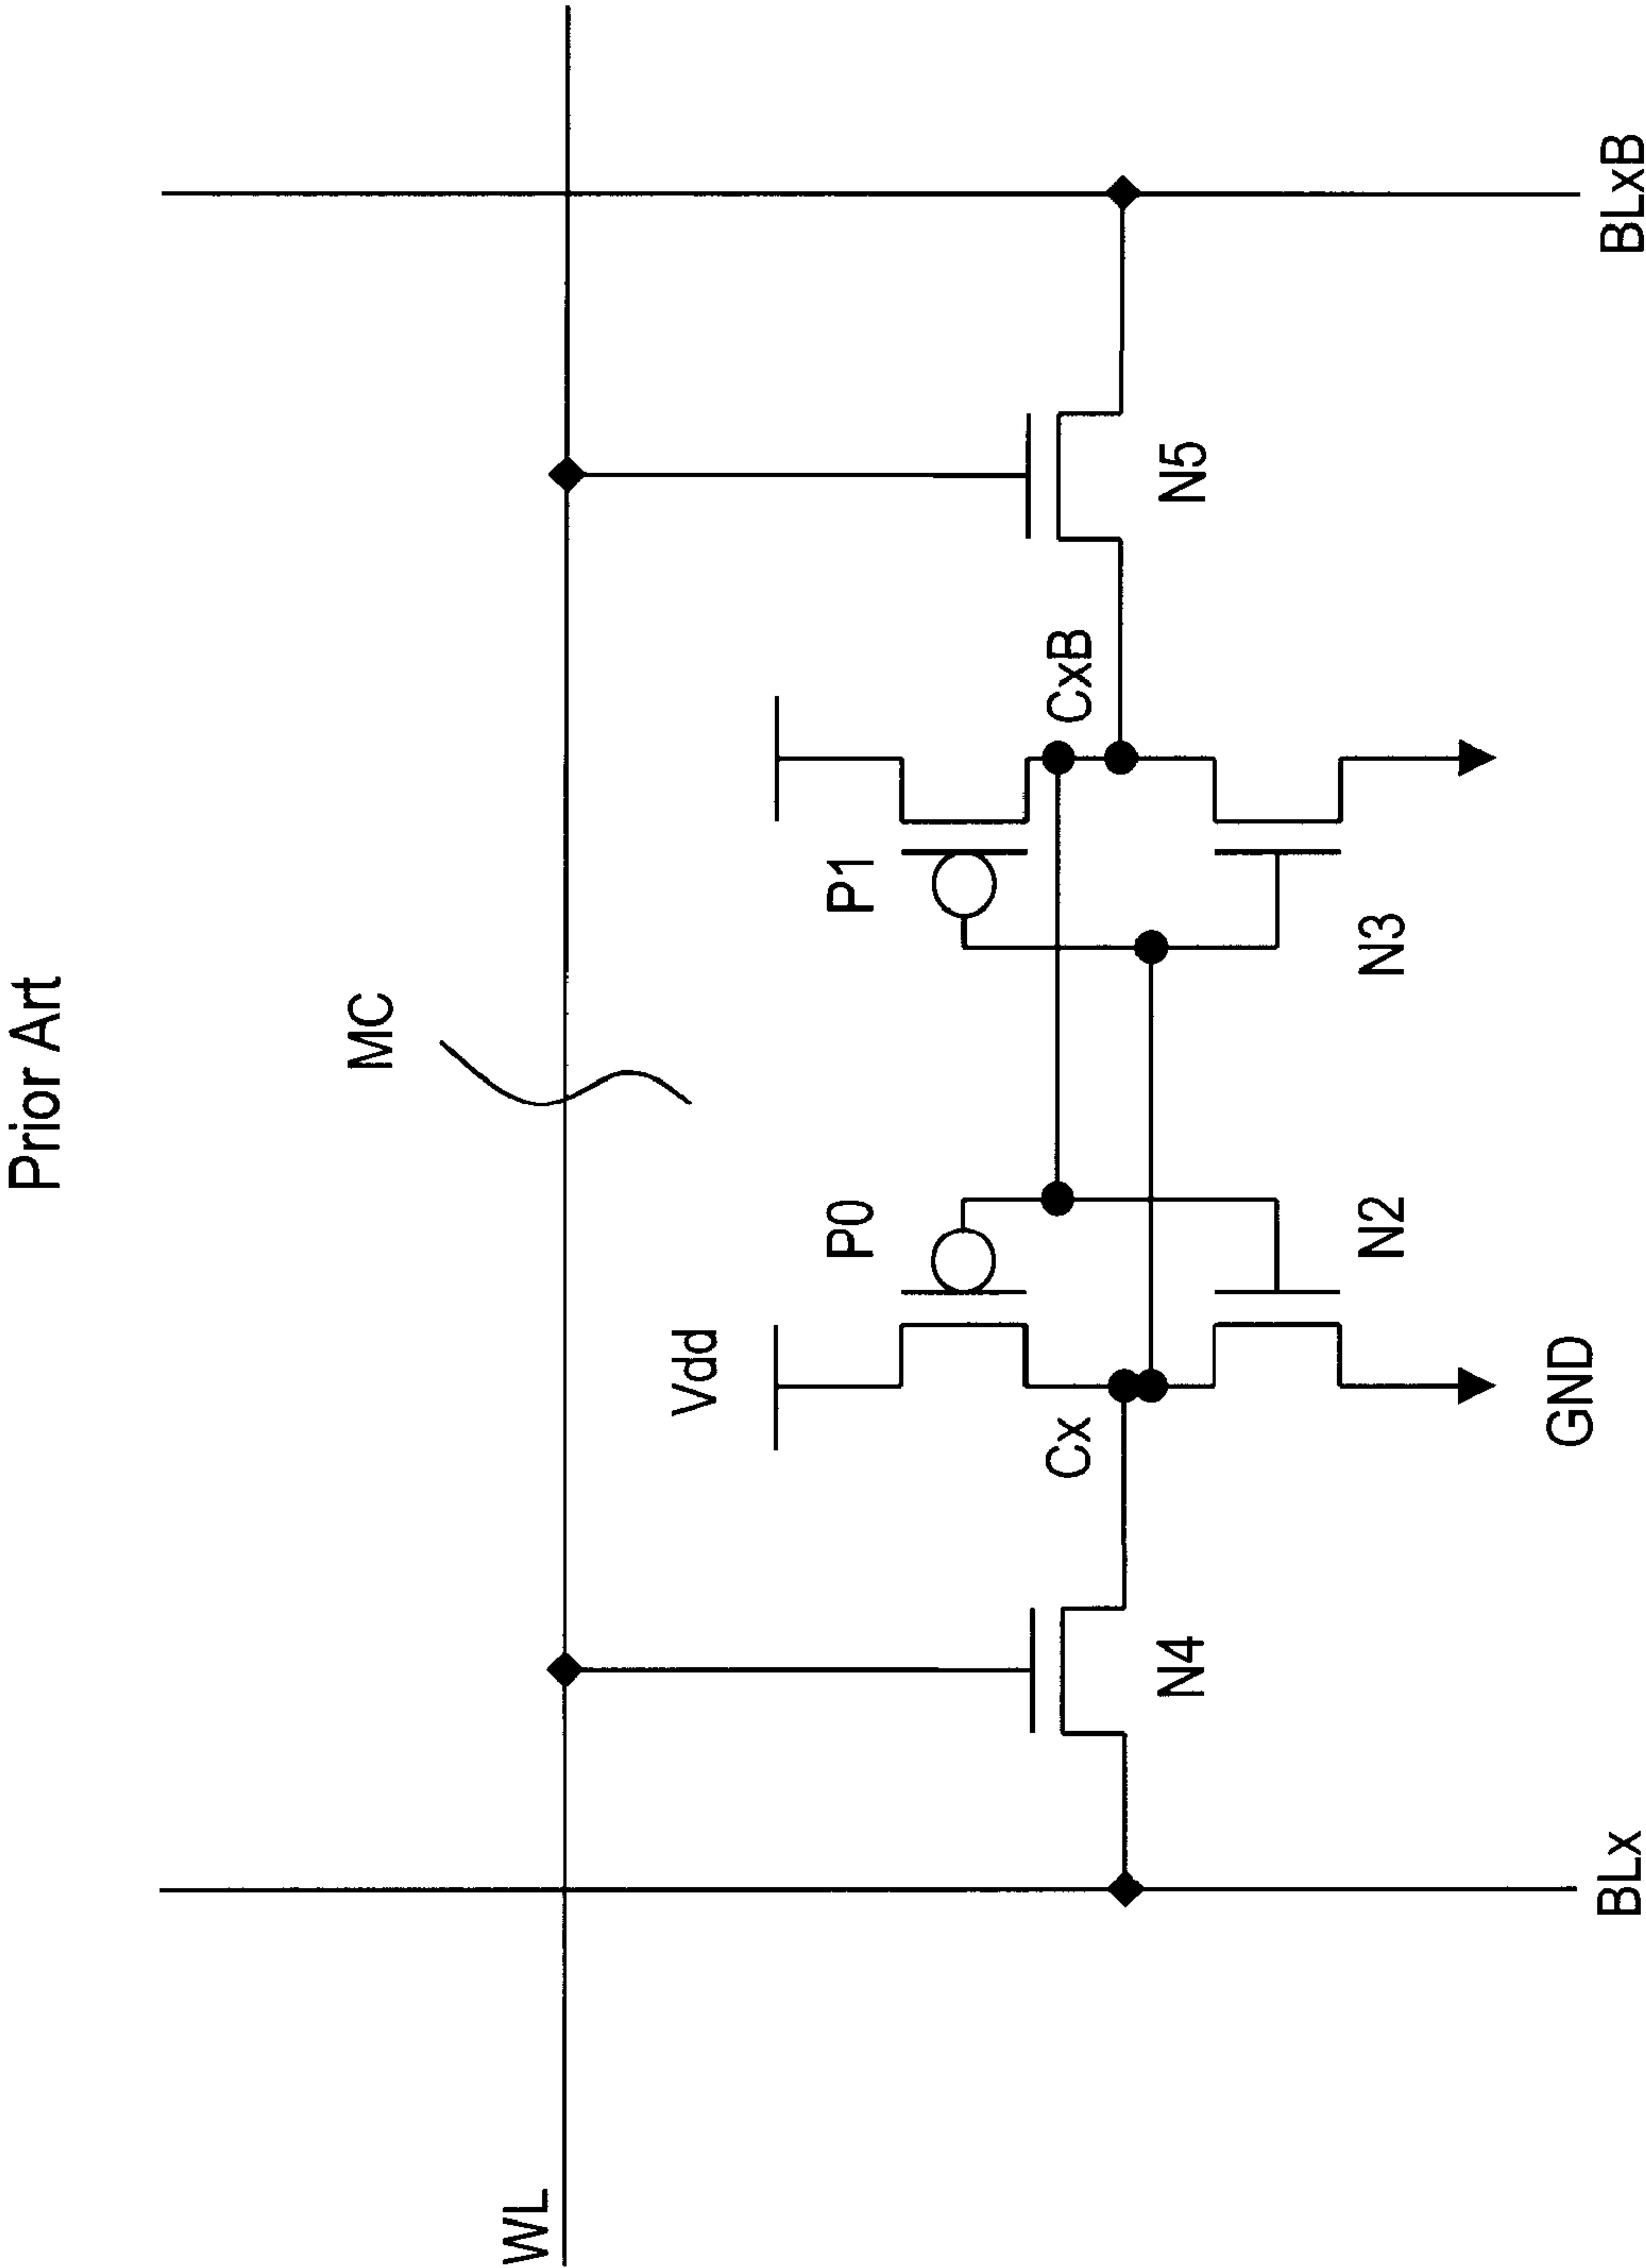 Prior Art
MC
WL
Vdd
P0
P1
Cx
CxB
N4
N5
N2
N3
GND
BLx
BLxB